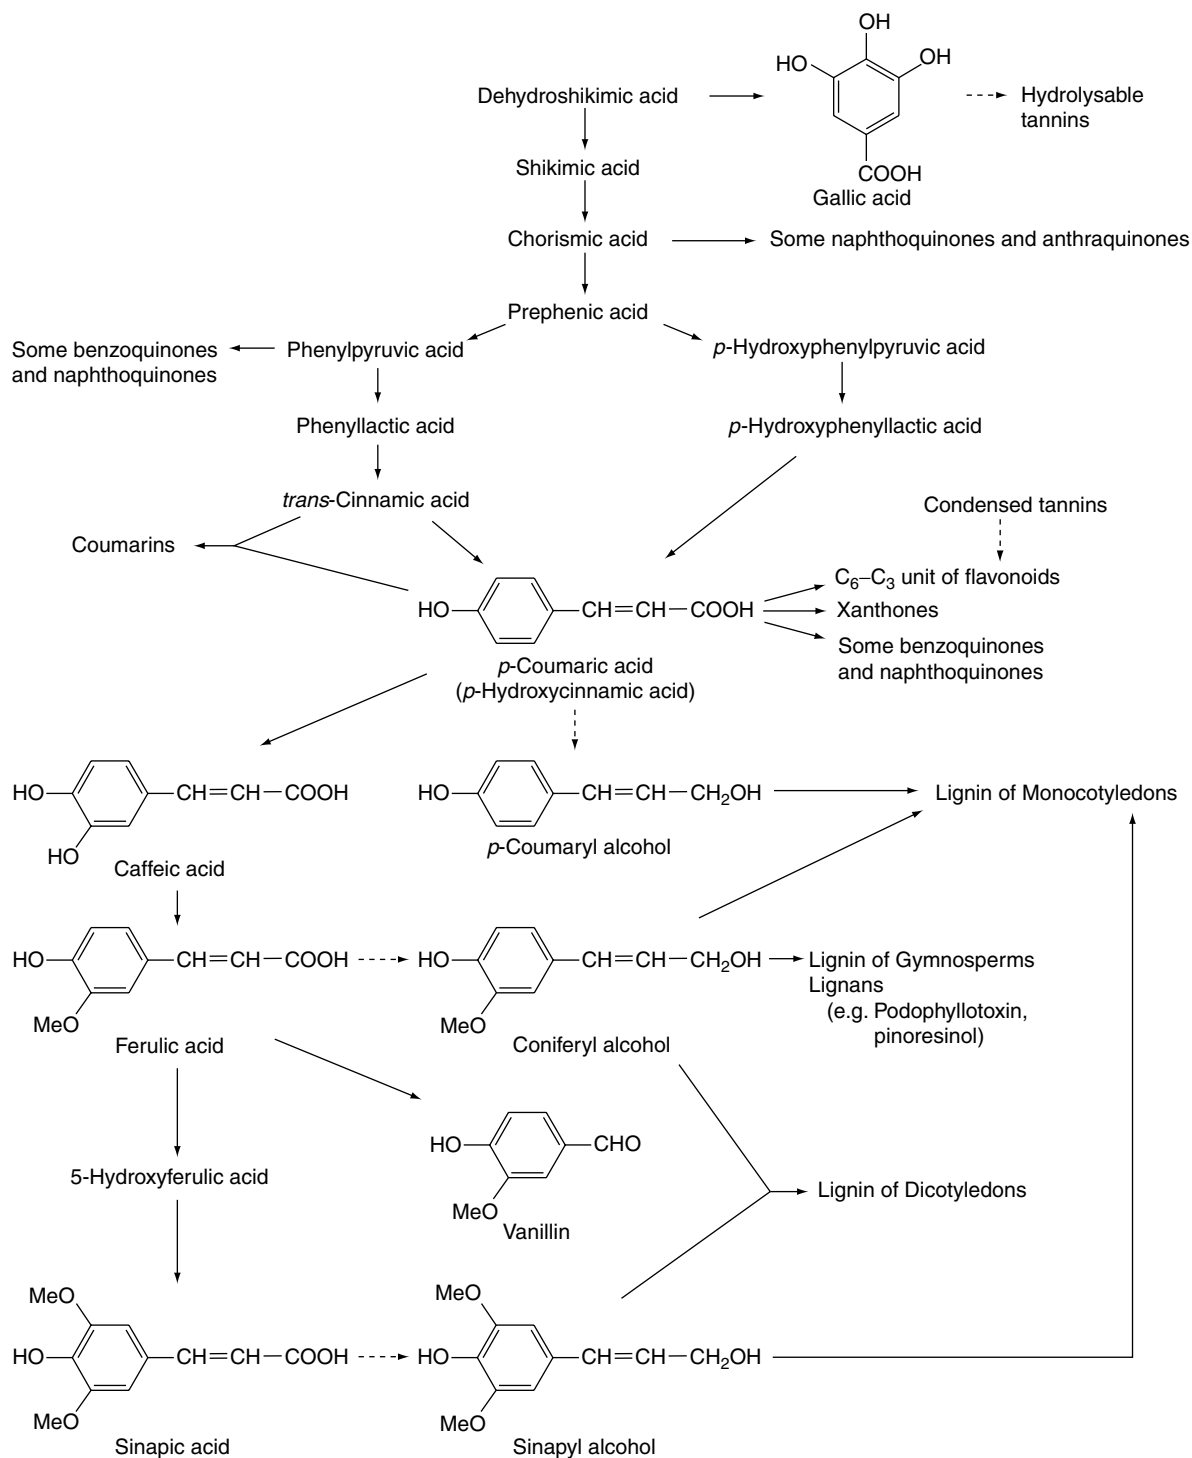 OH
HO
OH
Dehydroshikimic acid
Hydrolysable
tannins
COOH
Gallic acid
Shikimic acid
Chorismic acid
Some naphthoquinones and anthraquinones
Prephenic acid
Some benzoquinones
and naphthoquinones
Phenylpyruvic acid
p-Hydroxyphenylpyruvic acid
Phenyllactic acid
p-Hydroxyphenyllactic acid
trans-Cinnamic acid
Condensed tannins
Coumarins
C₆–C₃ unit of flavonoids
HO CH=CH—COOH
Xanthones
Some benzoquinones
and naphthoquinones
p-Coumaric acid
(p-Hydroxycinnamic acid)
HO CH=CH—COOH
HO
Caffeic acid
HO CH=CH—CH₂OH
p-Coumaryl alcohol
Lignin of Monocotyledons
HO CH=CH—COOH
MeO
Ferulic acid
HO CH=CH—CH₂OH
MeO
Coniferyl alcohol
Lignin of Gymnosperms
Lignans
(e.g. Podophyllotoxin,
pinoresinol)
HO CHO
MeO
Vanillin
5-Hydroxyferulic acid
Lignin of Dicotyledons
MeO
HO CH=CH—COOH
MeO
Sinapic acid
MeO
HO CH=CH—CH₂OH
MeO
Sinapyl alcohol